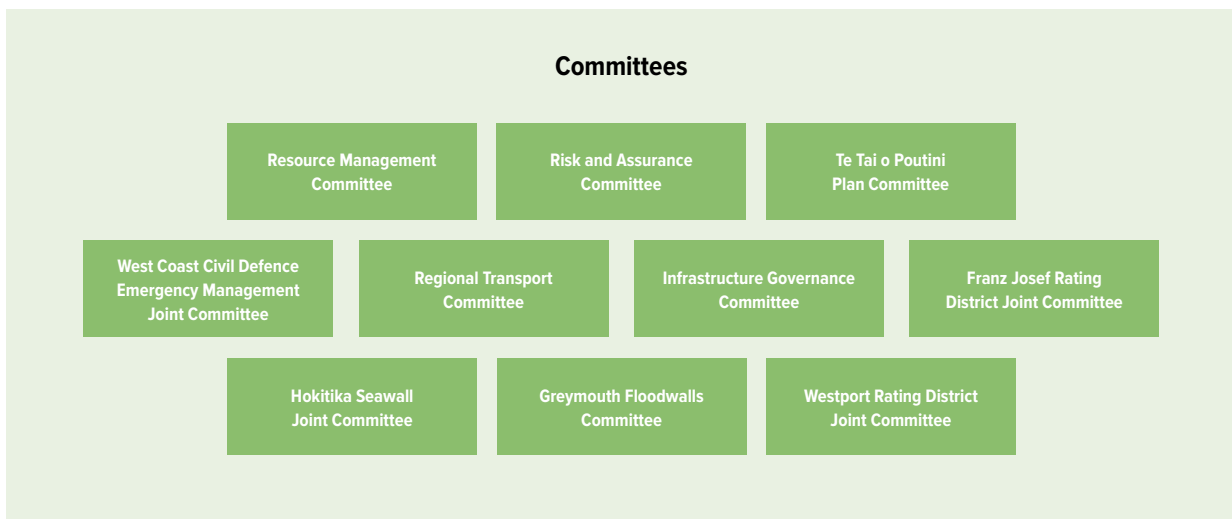 Committees
Resource Management
Committee
Risk and Assurance
Committee
Te Tai o Poutini
Plan Committee
West Coast Civil Defence
Emergency Management
Joint Committee
Regional Transport
Committee
Infrastructure Governance
Committee
Franz Josef Rating
District Joint Committee
Hokitika Seawall
Joint Committee
Greymouth Floodwalls
Committee
Westport Rating District
Joint Committee